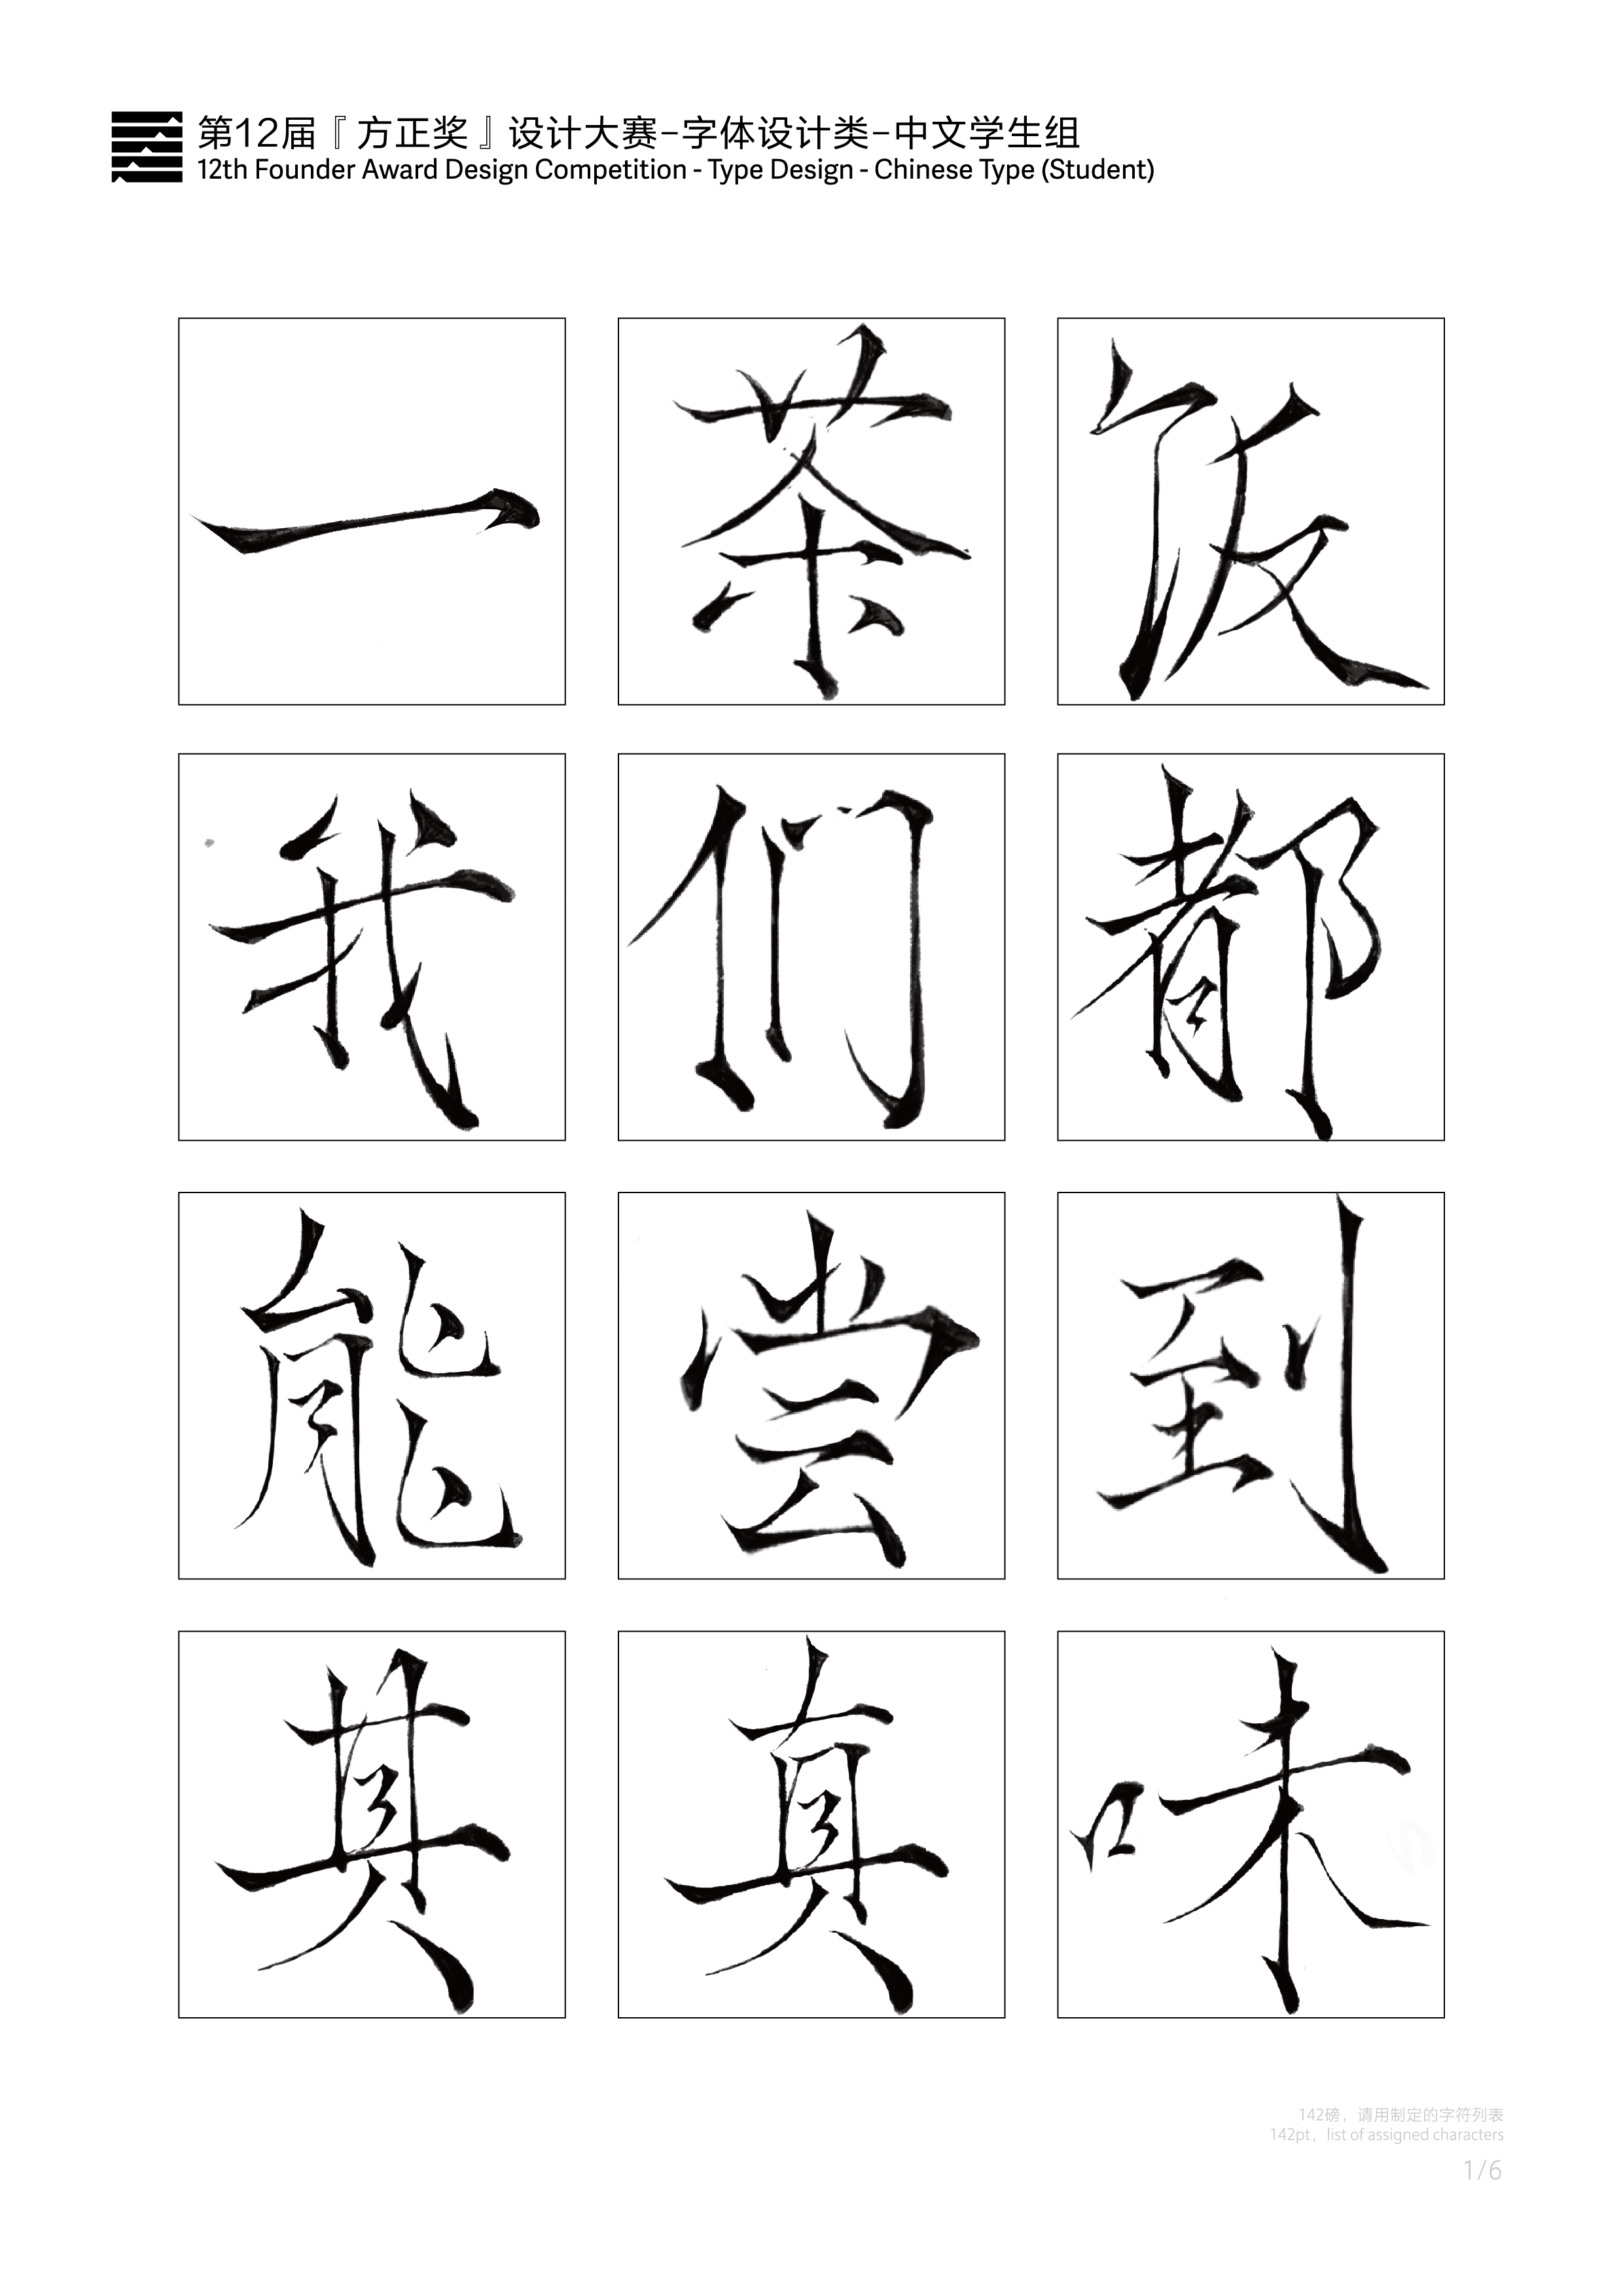 第12届『方正奖』设计大赛-字体设计类-中文学生组
12th Founder Award Design Competition - Type Design - Chinese Type (Student)
一茶饭
我们都
能尝到
其真味
142磅，请用制定的字符列表
142pt，list of assigned characters
1/6